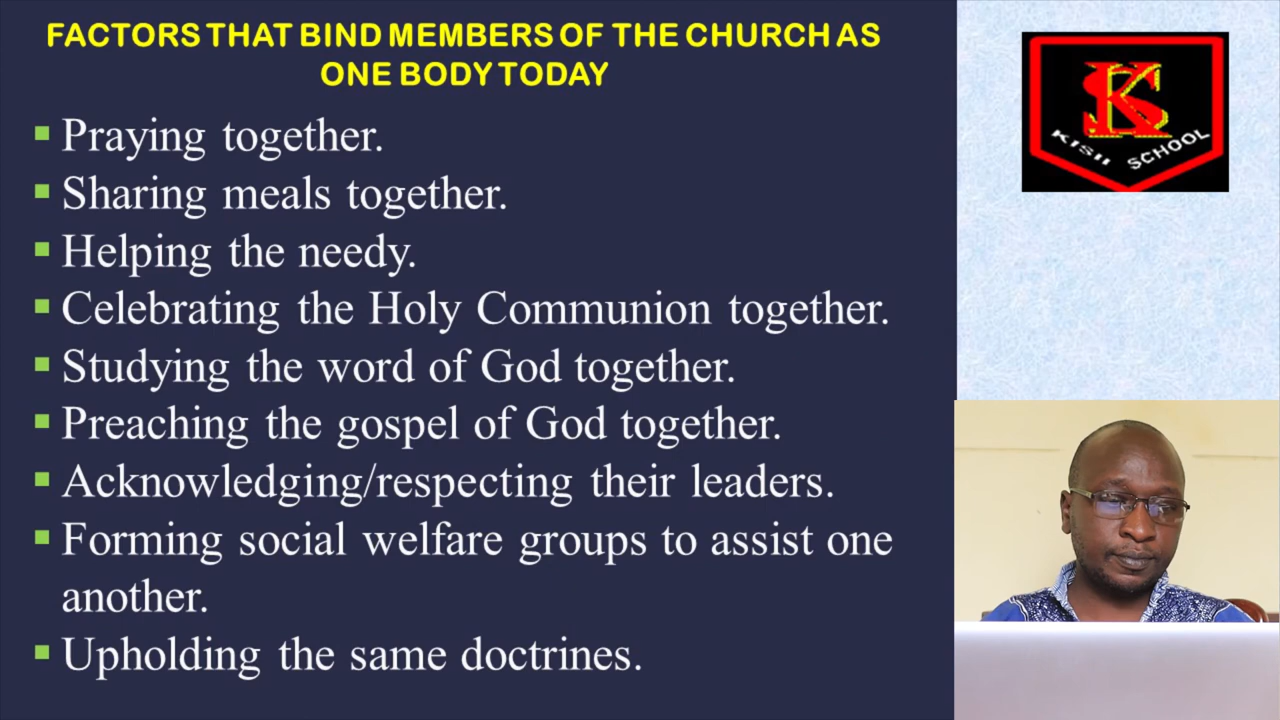 FACTORS THAT BIND MEMBERS OF THE CHURCH AS
ONE BODY TODAY
Praying together.
Sharing meals together.
Helping the needy.
Celebrating the Holy Communion together.
Studying the word of God together.
Preaching the gospel of God together.
Acknowledging/respecting their leaders.
Forming social welfare groups to assist one
another.
Upholding the same doctrines.
KS
KISII SCHOOL